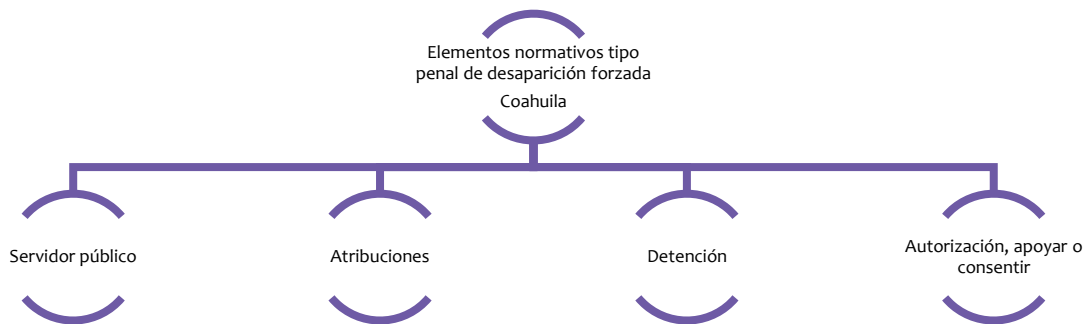 Elementos normativos tipo
penal de desaparición forzada
Coahuila
Servidor público
Atribuciones
Detención
Autorización, apoyar o
consentir